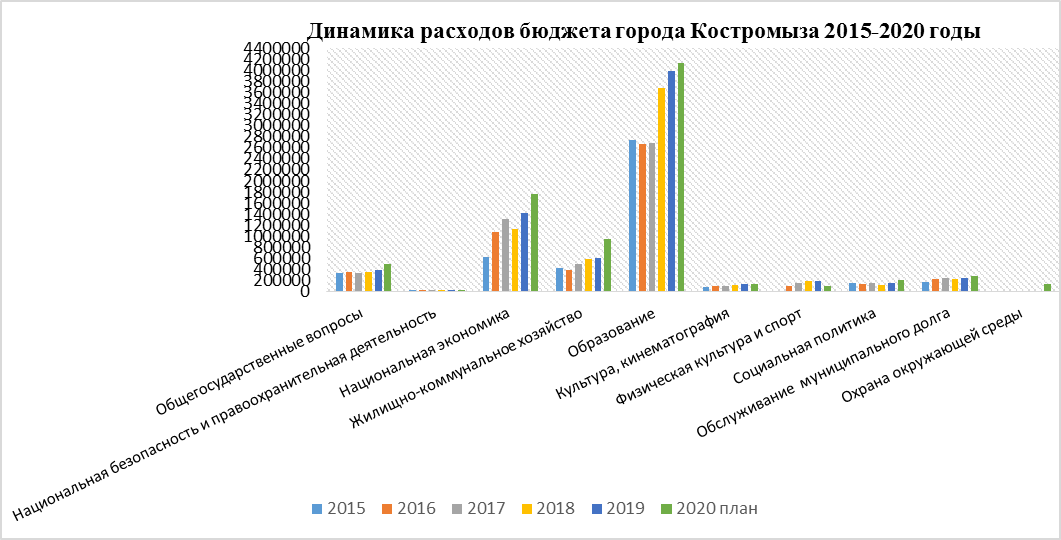 Динамика расходов бюджета города Костромыза 2015-2020 годы
4400000
4200000
4000000
3800000
3600000
3400000
3200000
3000000
2800000
2600000
2400000
2200000
2000000
1800000
1600000
1400000
1200000
1000000
800000
600000
400000
200000
0
Общегосударственные вопросы
Национальная безопасность и правоохранительная деятельность
Национальная экономика
Жилищно-коммунальное хозяйство
Образование
Культура, кинематография
Физическая культура и спорт
Социальная политика
Обслуживание муниципального долга
Охрана окружающей среды
2015 2016 2017 2018 2019 2020 план